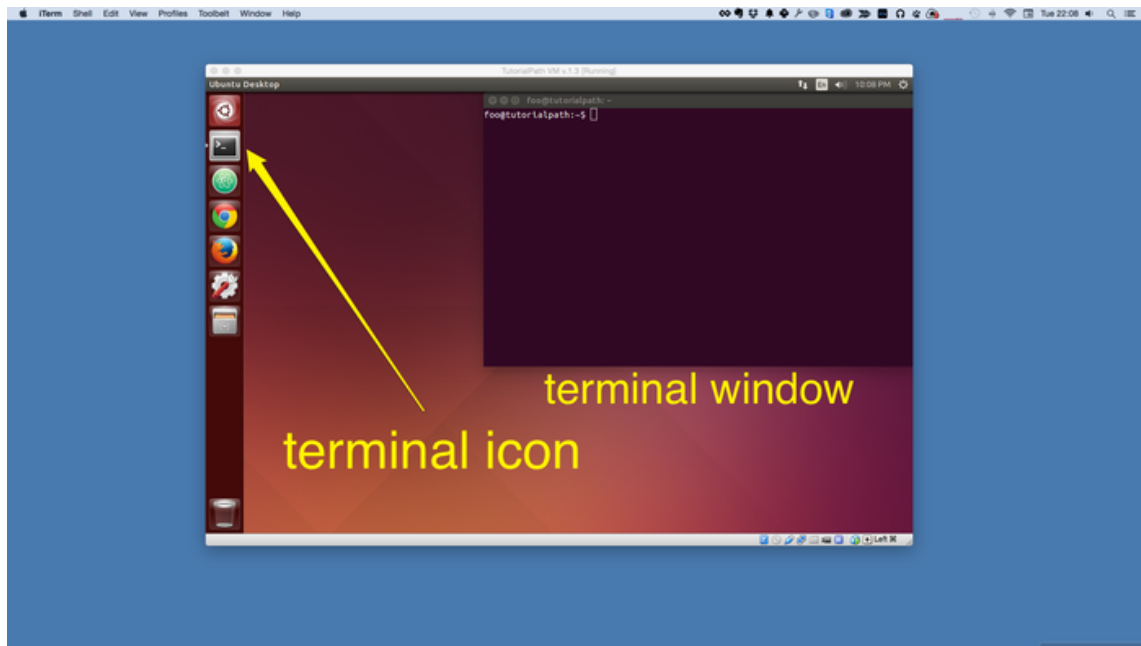 iTerm Shell Edit View Profiles Toolbelt Window Help Tue 22:08
TutorialPath VM v.1.3 [Running]
Ubuntu Desktop 10:08 PM
foo@tutorialpath: ~
foo@tutorialpath:~$
terminal window
terminal icon
Left ⌘